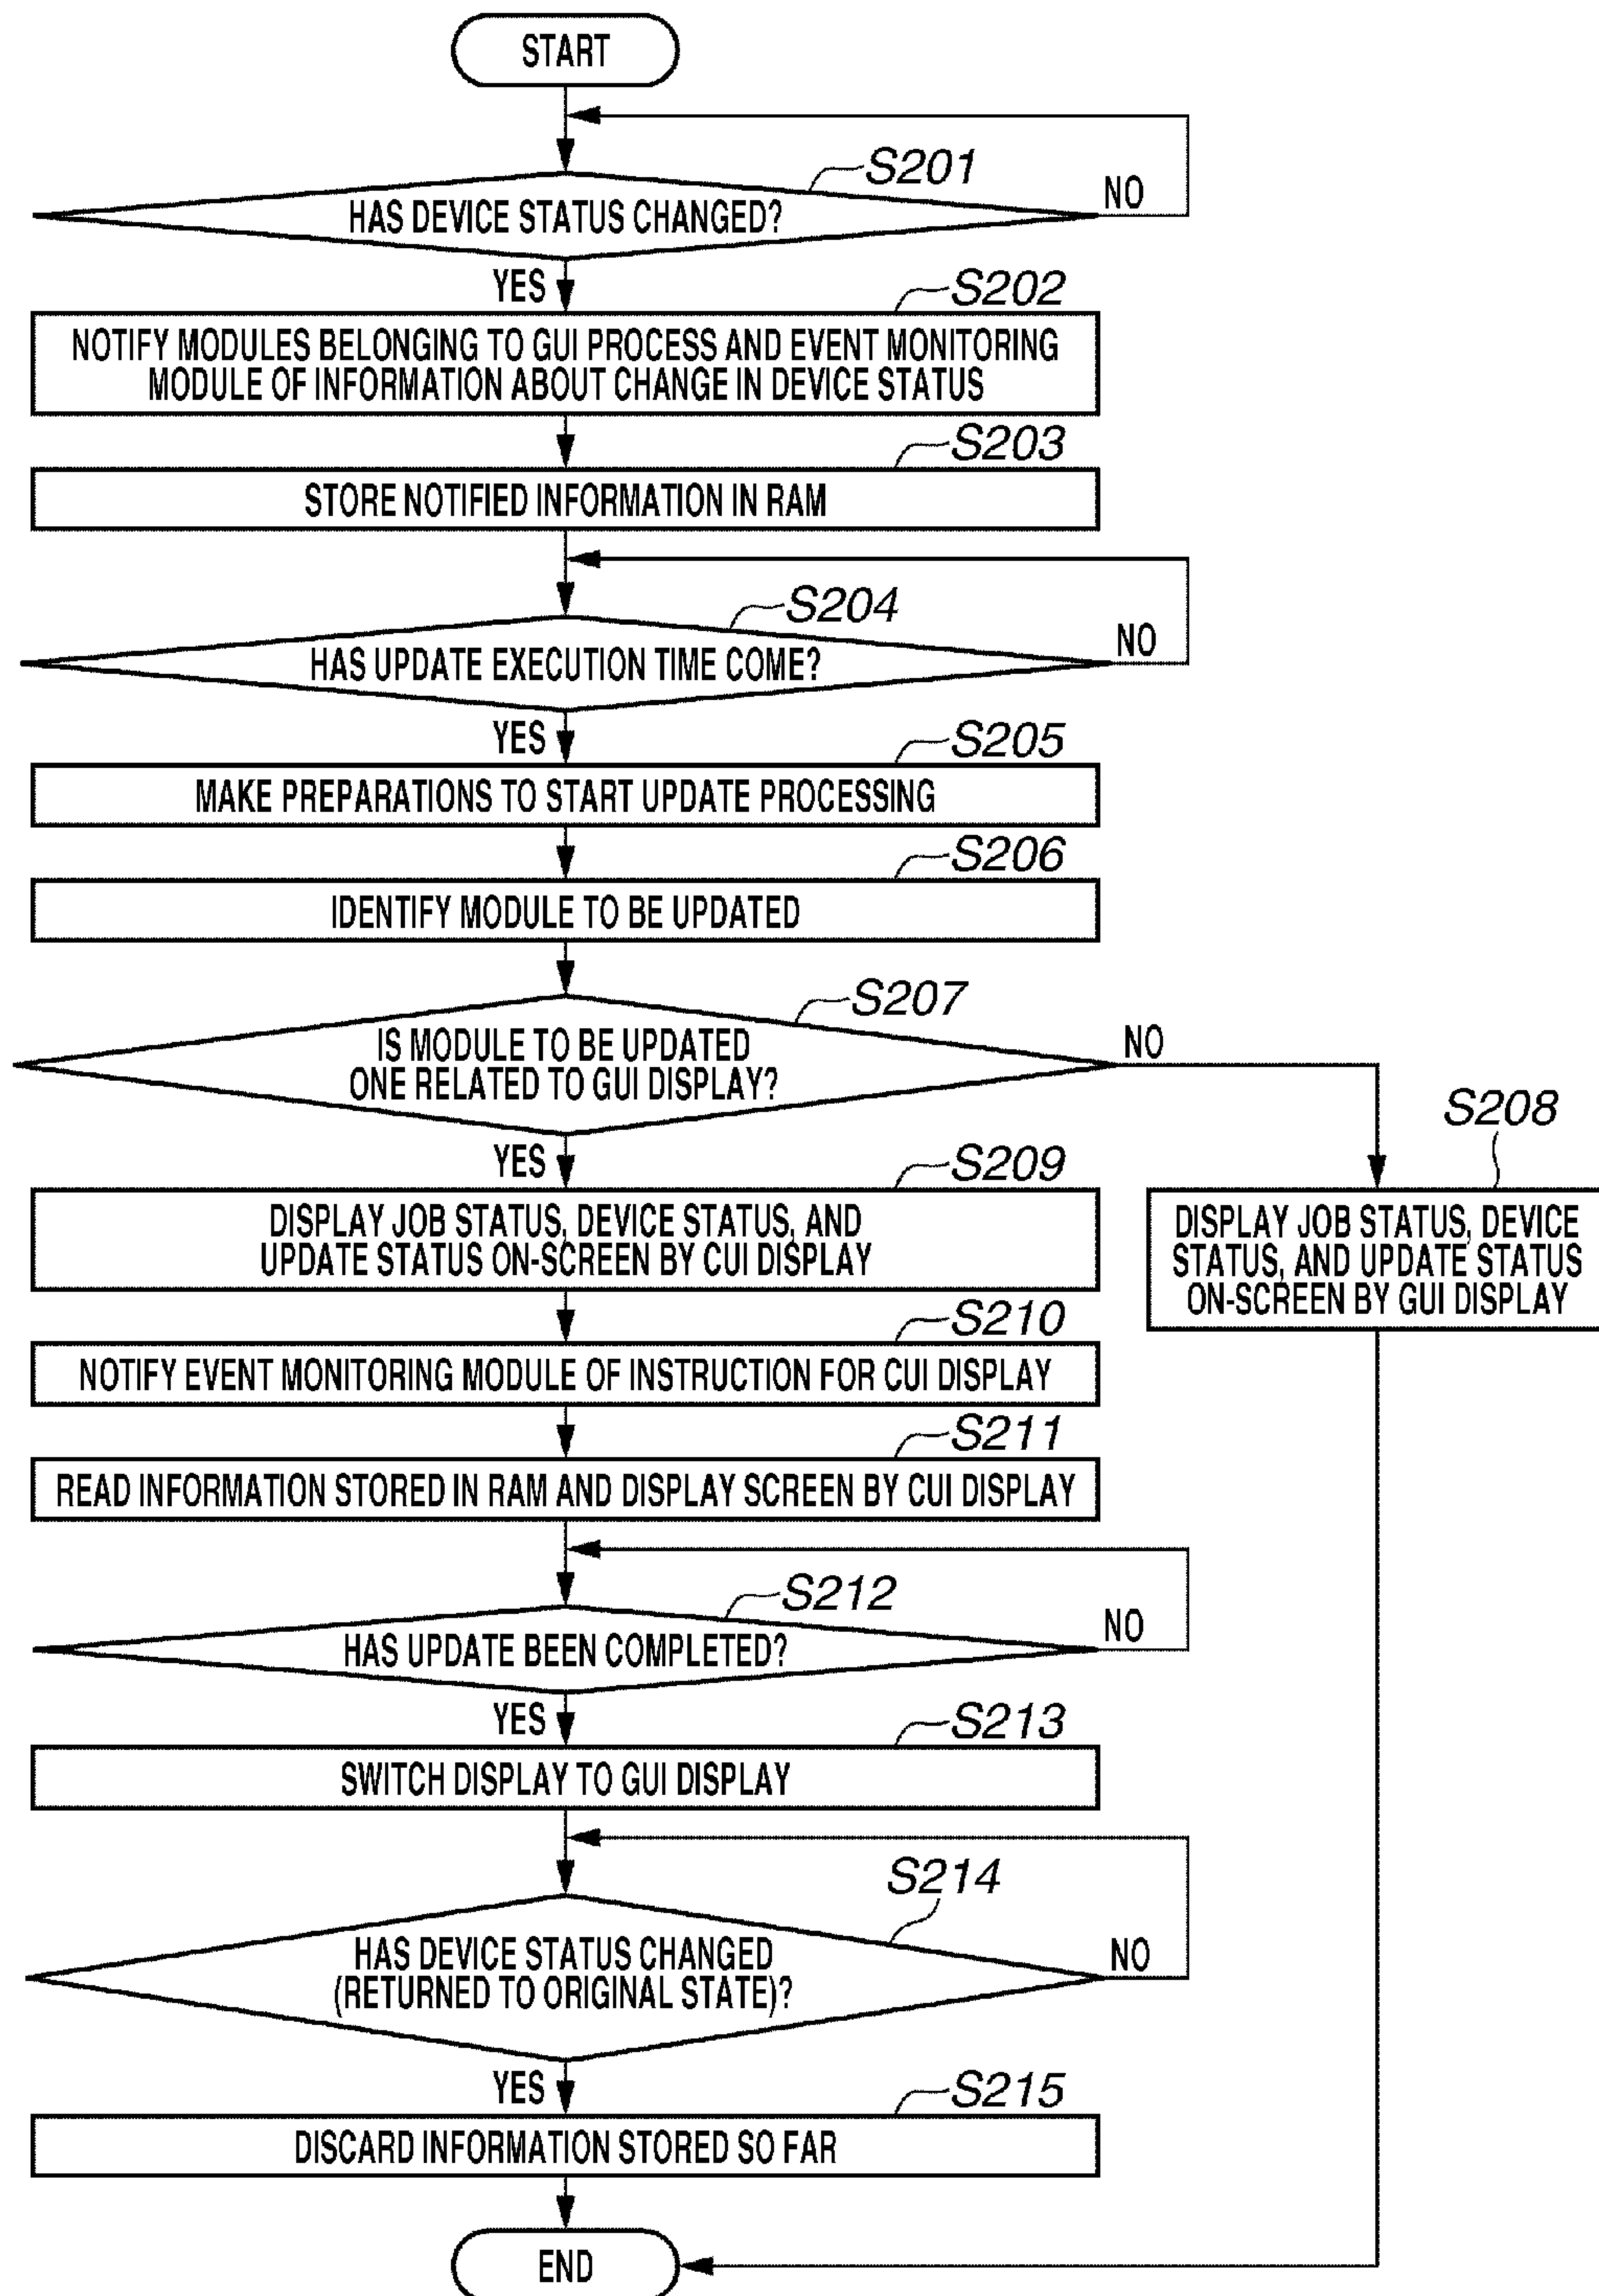 START
S201
HAS DEVICE STATUS CHANGED?
NO
YES
S202
NOTIFY MODULES BELONGING TO GUI PROCESS AND EVENT MONITORING
MODULE OF INFORMATION ABOUT CHANGE IN DEVICE STATUS
S203
STORE NOTIFIED INFORMATION IN RAM
S204
HAS UPDATE EXECUTION TIME COME?
NO
YES
S205
MAKE PREPARATIONS TO START UPDATE PROCESSING
S206
IDENTIFY MODULE TO BE UPDATED
S207
IS MODULE TO BE UPDATED
ONE RELATED TO GUI DISPLAY?
NO
S208
DISPLAY JOB STATUS, DEVICE
STATUS, AND UPDATE STATUS
ON-SCREEN BY GUI DISPLAY
YES
S209
DISPLAY JOB STATUS, DEVICE STATUS, AND
UPDATE STATUS ON-SCREEN BY CUI DISPLAY
S210
NOTIFY EVENT MONITORING MODULE OF INSTRUCTION FOR CUI DISPLAY
S211
READ INFORMATION STORED IN RAM AND DISPLAY SCREEN BY CUI DISPLAY
S212
HAS UPDATE BEEN COMPLETED?
NO
YES
S213
SWITCH DISPLAY TO GUI DISPLAY
S214
HAS DEVICE STATUS CHANGED
(RETURNED TO ORIGINAL STATE)?
NO
YES
S215
DISCARD INFORMATION STORED SO FAR
END